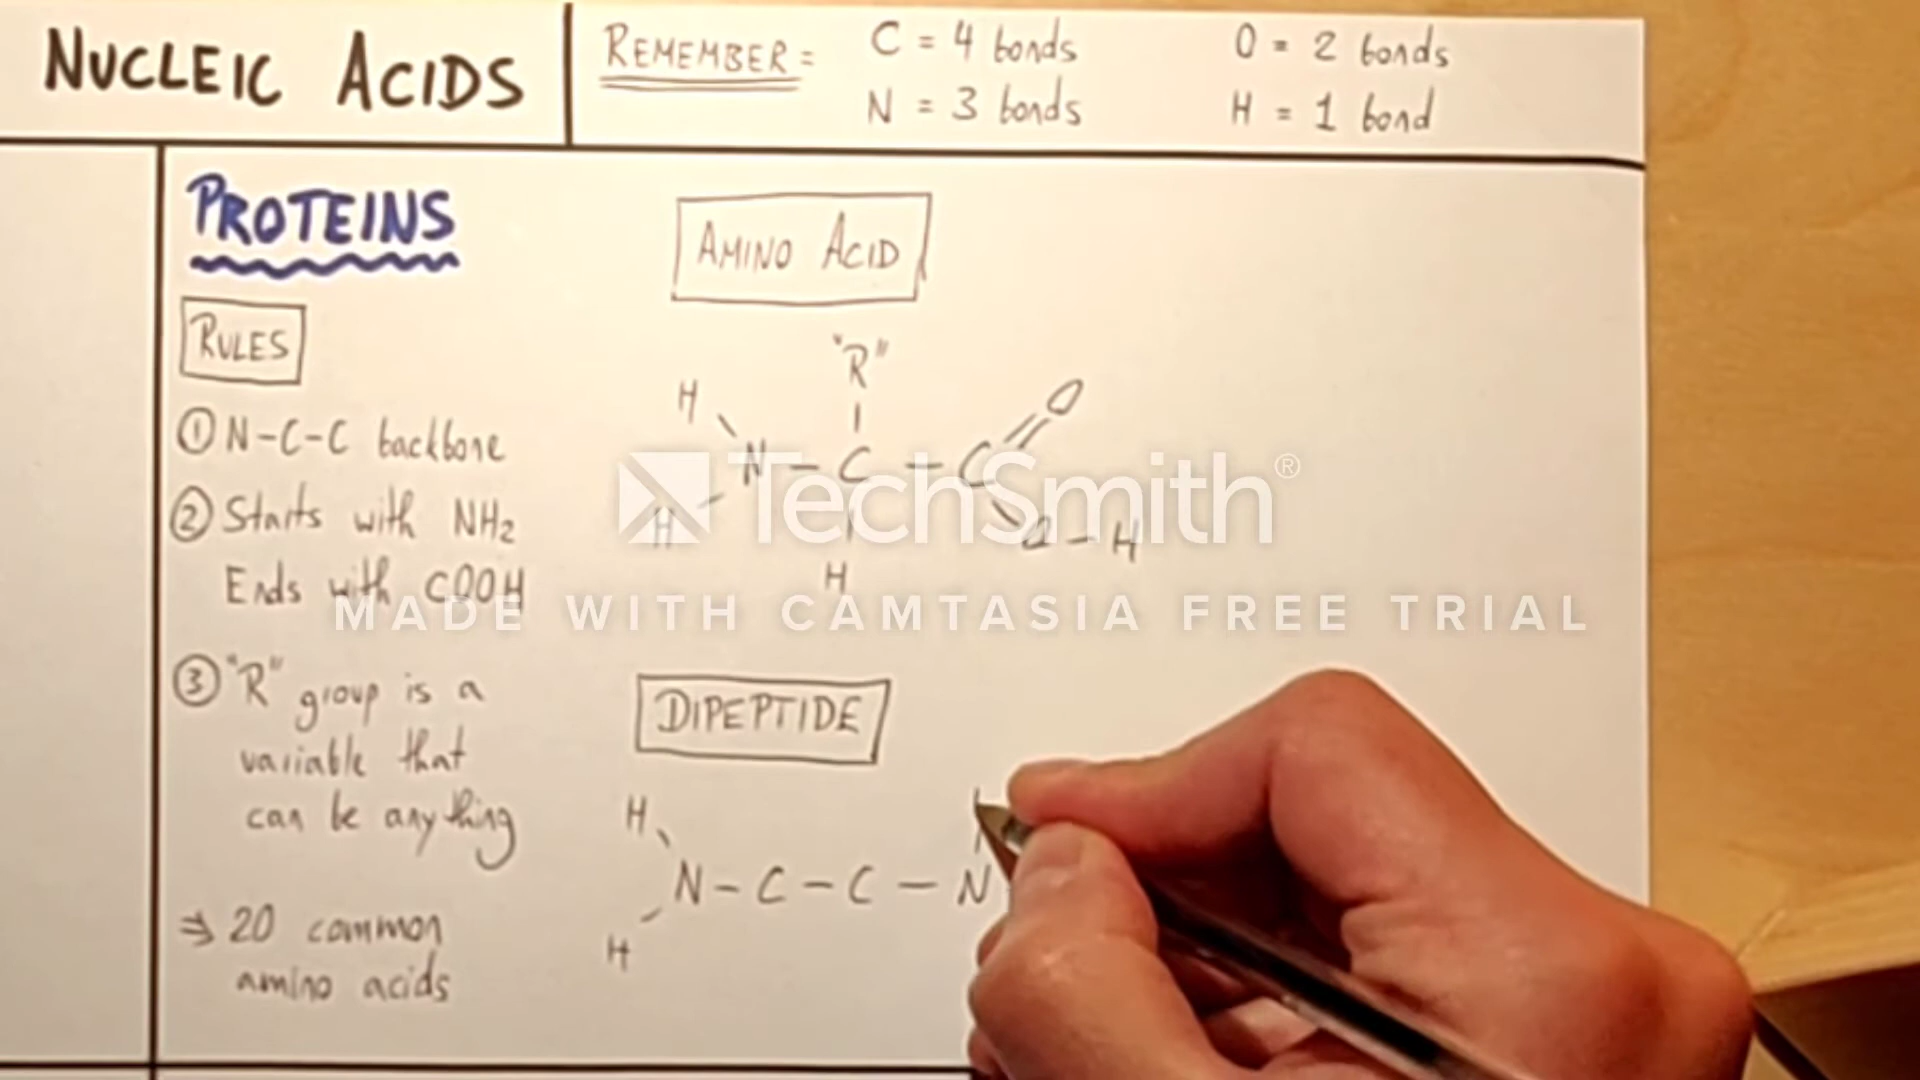 NUCLEIC ACIDS
REMEMBER =
C = 4 bonds
O = 2 bonds
N = 3 bonds
H = 1 bond
PROTEINS
RULES
① N-C-C backbone
② Starts with NH2
Ends with COOH
③ "R" group is a
variable that
can be anything
⇒ 20 common
amino acids
AMINO ACID
"R"
H
O
N - C - C
H
O - H
H
DIPEPTIDE
H
N - C - C - N
H
TechSmith®
MADE WITH CAMTASIA FREE TRIAL